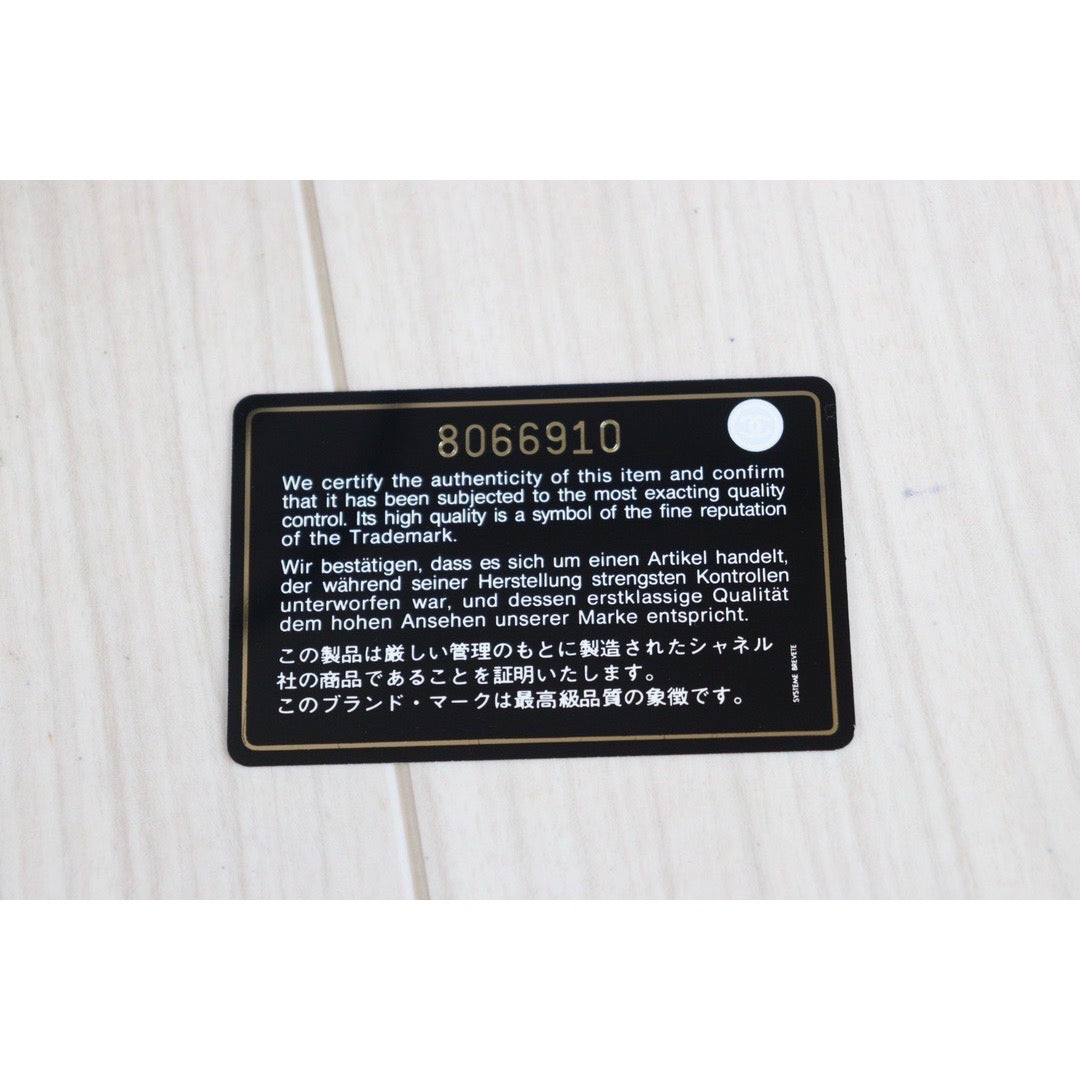 8066910
We certify the authenticity of this item and confirm
that it has been subjected to the most exacting quality
control. Its high quality is a symbol of the fine reputation
of the Trademark.
Wir bestätigen, dass es sich um einen Artikel handelt,
der während seiner Herstellung strengsten Kontrollen
unterworfen war, und dessen erstklassige Qualität
dem hohen Ansehen unserer Marke entspricht.
この製品は厳しい管理のもとに製造されたシャネル
社の商品であることを証明いたします。
このブランド・マークは最高級品質の象徴です。
SYSTEME BREVETE